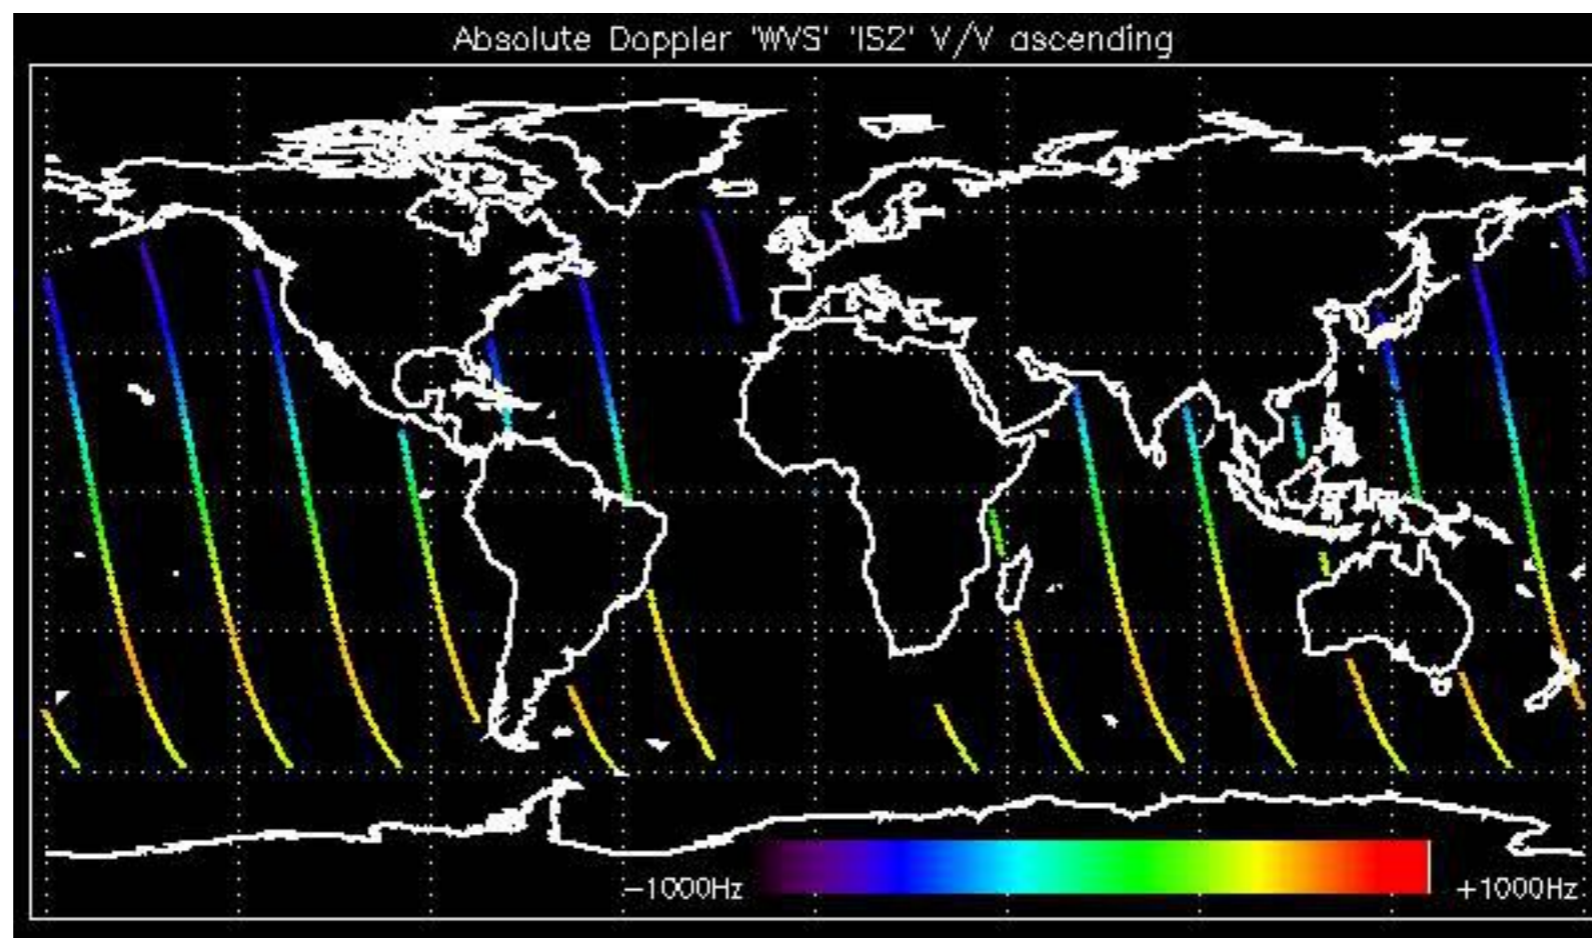 Absolute Doppler 'WVS' 'IS2' V/V ascending
−1000Hz +1000Hz